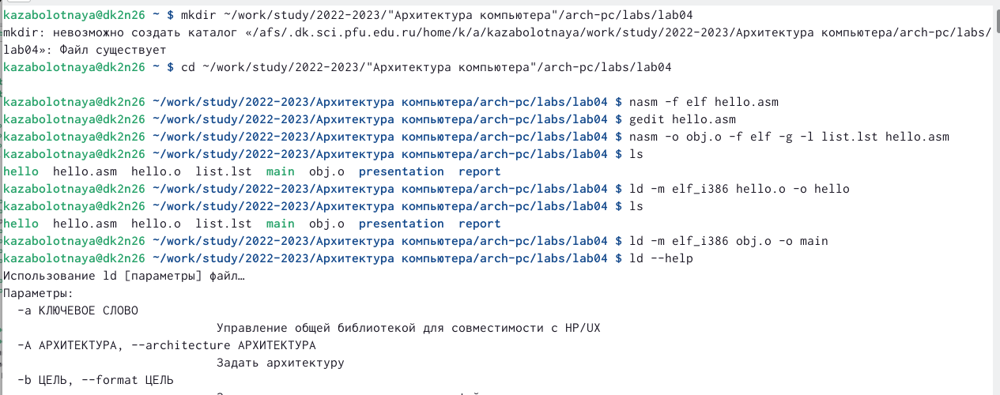 kazabolotnaya@dk2n26 ~ $ mkdir ~/work/study/2022-2023/"Архитектура компьютера"/arch-pc/labs/lab04
mkdir: невозможно создать каталог «/afs/.dk.sci.pfu.edu.ru/home/k/a/kazabolotnaya/work/study/2022-2023/Архитектура компьютера/arch-pc/labs/
lab04»: Файл существует
kazabolotnaya@dk2n26 ~ $ cd ~/work/study/2022-2023/"Архитектура компьютера"/arch-pc/labs/lab04
kazabolotnaya@dk2n26 ~/work/study/2022-2023/Архитектура компьютера/arch-pc/labs/lab04 $ nasm -f elf hello.asm
kazabolotnaya@dk2n26 ~/work/study/2022-2023/Архитектура компьютера/arch-pc/labs/lab04 $ gedit hello.asm
kazabolotnaya@dk2n26 ~/work/study/2022-2023/Архитектура компьютера/arch-pc/labs/lab04 $ nasm -o obj.o -f elf -g -l list.lst hello.asm
kazabolotnaya@dk2n26 ~/work/study/2022-2023/Архитектура компьютера/arch-pc/labs/lab04 $ ls
hello  hello.asm  hello.o  list.lst  main  obj.o  presentation  report
kazabolotnaya@dk2n26 ~/work/study/2022-2023/Архитектура компьютера/arch-pc/labs/lab04 $ ld -m elf_i386 hello.o -o hello
kazabolotnaya@dk2n26 ~/work/study/2022-2023/Архитектура компьютера/arch-pc/labs/lab04 $ ls
hello  hello.asm  hello.o  list.lst  main  obj.o  presentation  report
kazabolotnaya@dk2n26 ~/work/study/2022-2023/Архитектура компьютера/arch-pc/labs/lab04 $ ld -m elf_i386 obj.o -o main
kazabolotnaya@dk2n26 ~/work/study/2022-2023/Архитектура компьютера/arch-pc/labs/lab04 $ ld --help
Использование ld [параметры] файл…
Параметры:
  -a КЛЮЧЕВОЕ СЛОВО
                              Управление общей библиотекой для совместимости с HP/UX
  -A АРХИТЕКТУРА, --architecture АРХИТЕКТУРА
                              Задать архитектуру
  -b ЦЕЛЬ, --format ЦЕЛЬ